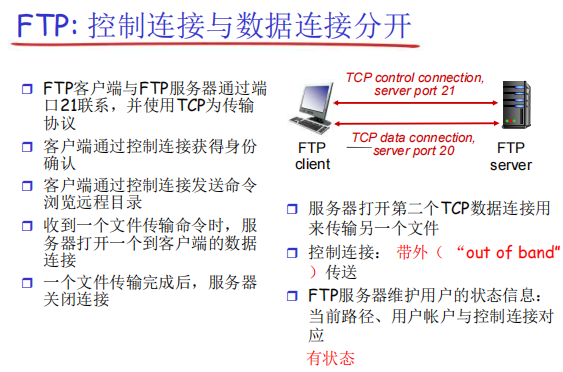 FTP: 控制连接与数据连接分开
FTP客户端与FTP服务器通过端
口21联系，并使用TCP为传输
协议
客户端通过控制连接获得身份
确认
客户端通过控制连接发送命令
浏览远程目录
收到一个文件传输命令时，服
务器打开一个到客户端的数据
连接
一个文件传输完成后，服务器
关闭连接
TCP control connection,
server port 21
TCP data connection,
server port 20
FTP
client
FTP
server
服务器打开第二个TCP数据连接用
来传输另一个文件
控制连接： 带外（ “out of band”
）传送
FTP服务器维护用户的状态信息：
当前路径、用户帐户与控制连接对
应
有状态